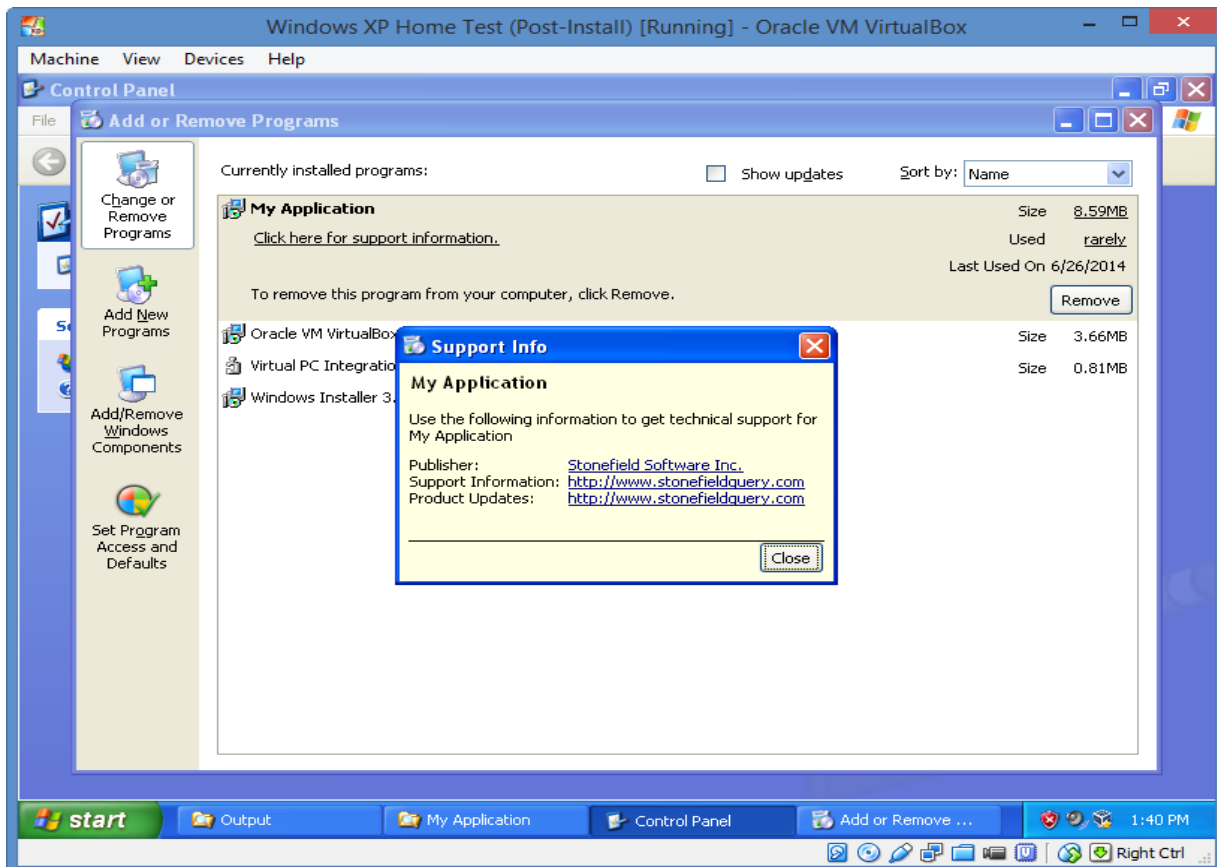 Windows XP Home Test (Post-Install) [Running] - Oracle VM VirtualBox
Machine View Devices Help
Control Panel
File
Add or Remove Programs
Currently installed programs:
Show updates
Sort by: Name
Change or
Remove
Programs
My Application
Size 8.59MB
Click here for support information.
Used rarely
Last Used On 6/26/2014
To remove this program from your computer, click Remove.
Remove
Add New
Programs
Oracle VM VirtualBox
Size 3.66MB
Virtual PC Integratio
Size 0.81MB
Windows Installer 3.
Add/Remove
Windows
Components
Set Program
Access and
Defaults
Support Info
My Application
Use the following information to get technical support for
My Application
Publisher: Stonefield Software Inc.
Support Information: http://www.stonefieldquery.com
Product Updates: http://www.stonefieldquery.com
Close
start
Output
My Application
Control Panel
Add or Remove ...
1:40 PM
Right Ctrl